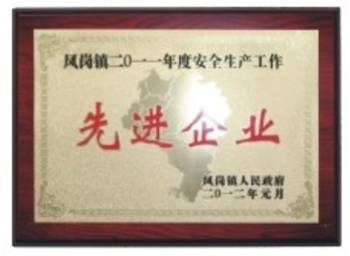 凤岗镇二〇一一年度安全生产工作
先进企业
凤岗镇人民政府
二〇一二年元月